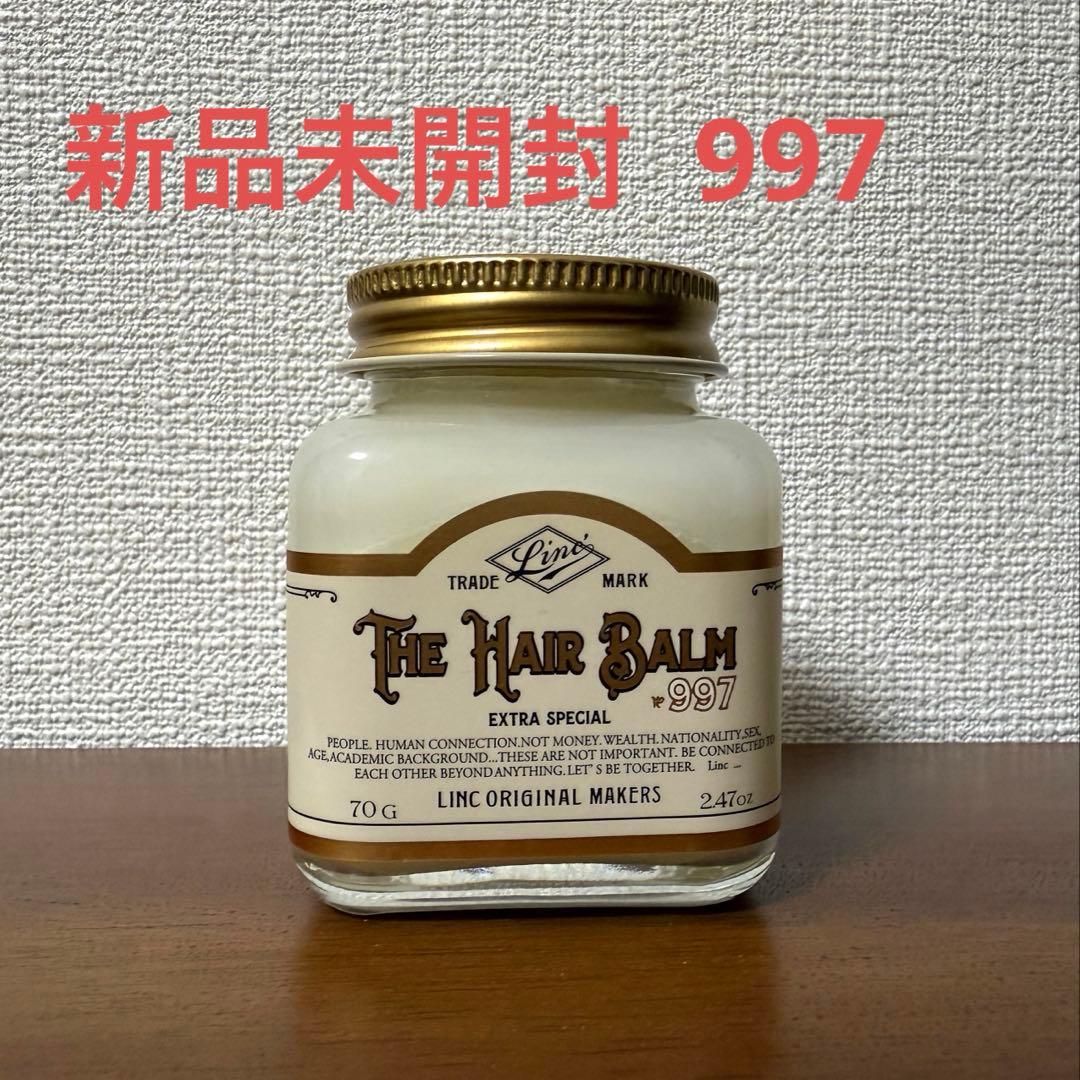 新品未開封 997
Linc'
TRADE MARK
THE HAIR BALM
997
EXTRA SPECIAL
PEOPLE. HUMAN CONNECTION.NOT MONEY. WEALTH. NATIONALITY.SEX,
AGE,ACADEMIC BACKGROUND...THESE ARE NOT IMPORTANT. BE CONNECTED TO
EACH OTHER BEYOND ANYTHING. LET' S BE TOGETHER. Linc ...
LINC ORIGINAL MAKERS
70 G 2.47oz